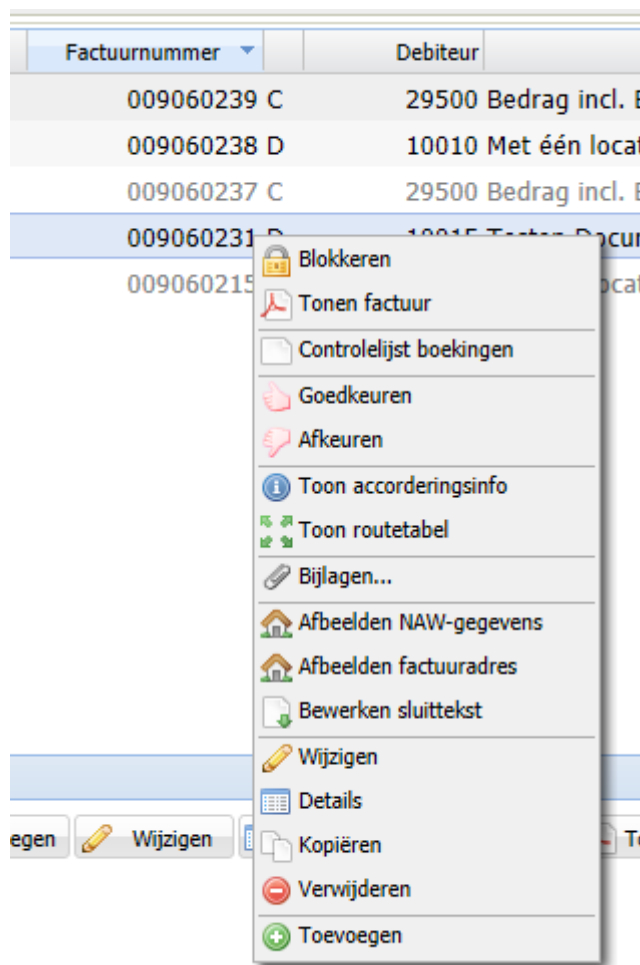 Factuurnummer Debiteur
009060239 C 29500 Bedrag incl.
009060238 D 10010 Met één
009060237 C 29500 Bedrag incl.
009060231
009060215
Blokkeren
Tonen factuur
Controlelijst boekingen
Goedkeuren
Afkeuren
Toon accorderingsinfo
Toon routetabel
Bijlagen...
Afbeelden NAW-gegevens
Afbeelden factuuradres
Bewerken sluittekst
Wijzigen
Details
Kopiëren
Verwijderen
Toevoegen
Wijzigen